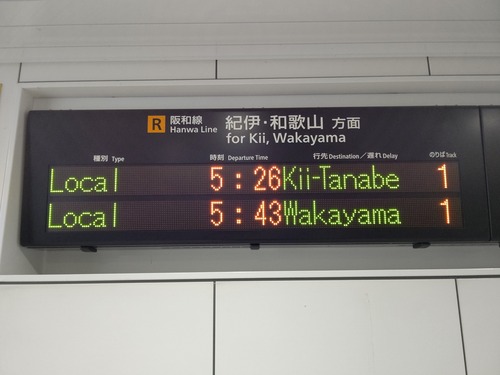 R 阪和線 紀伊・和歌山 方面
Hanwa Line for Kii, Wakayama
種別 Type 時刻 Departure Time 行先 Destination／遅れ Delay のりば Track
Local 5:26 Kii-Tanabe 1
Local 5:43 Wakayama 1